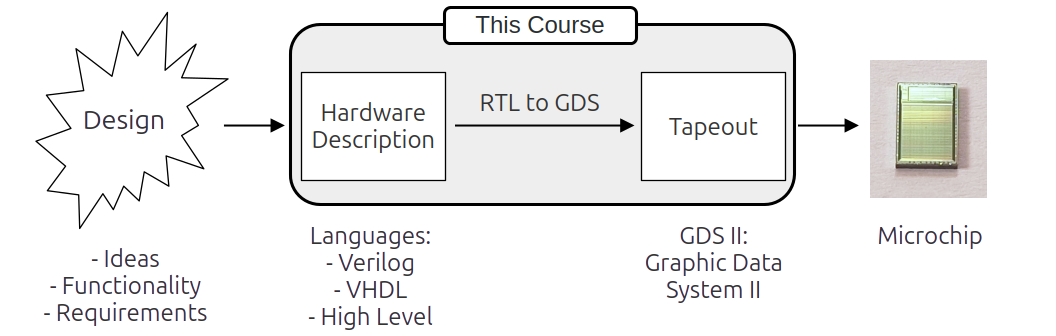 This Course
Design
Hardware
Description
RTL to GDS
Tapeout
- Ideas
- Functionality
- Requirements
Languages:
- Verilog
- VHDL
- High Level
GDS II:
Graphic Data
System II
Microchip